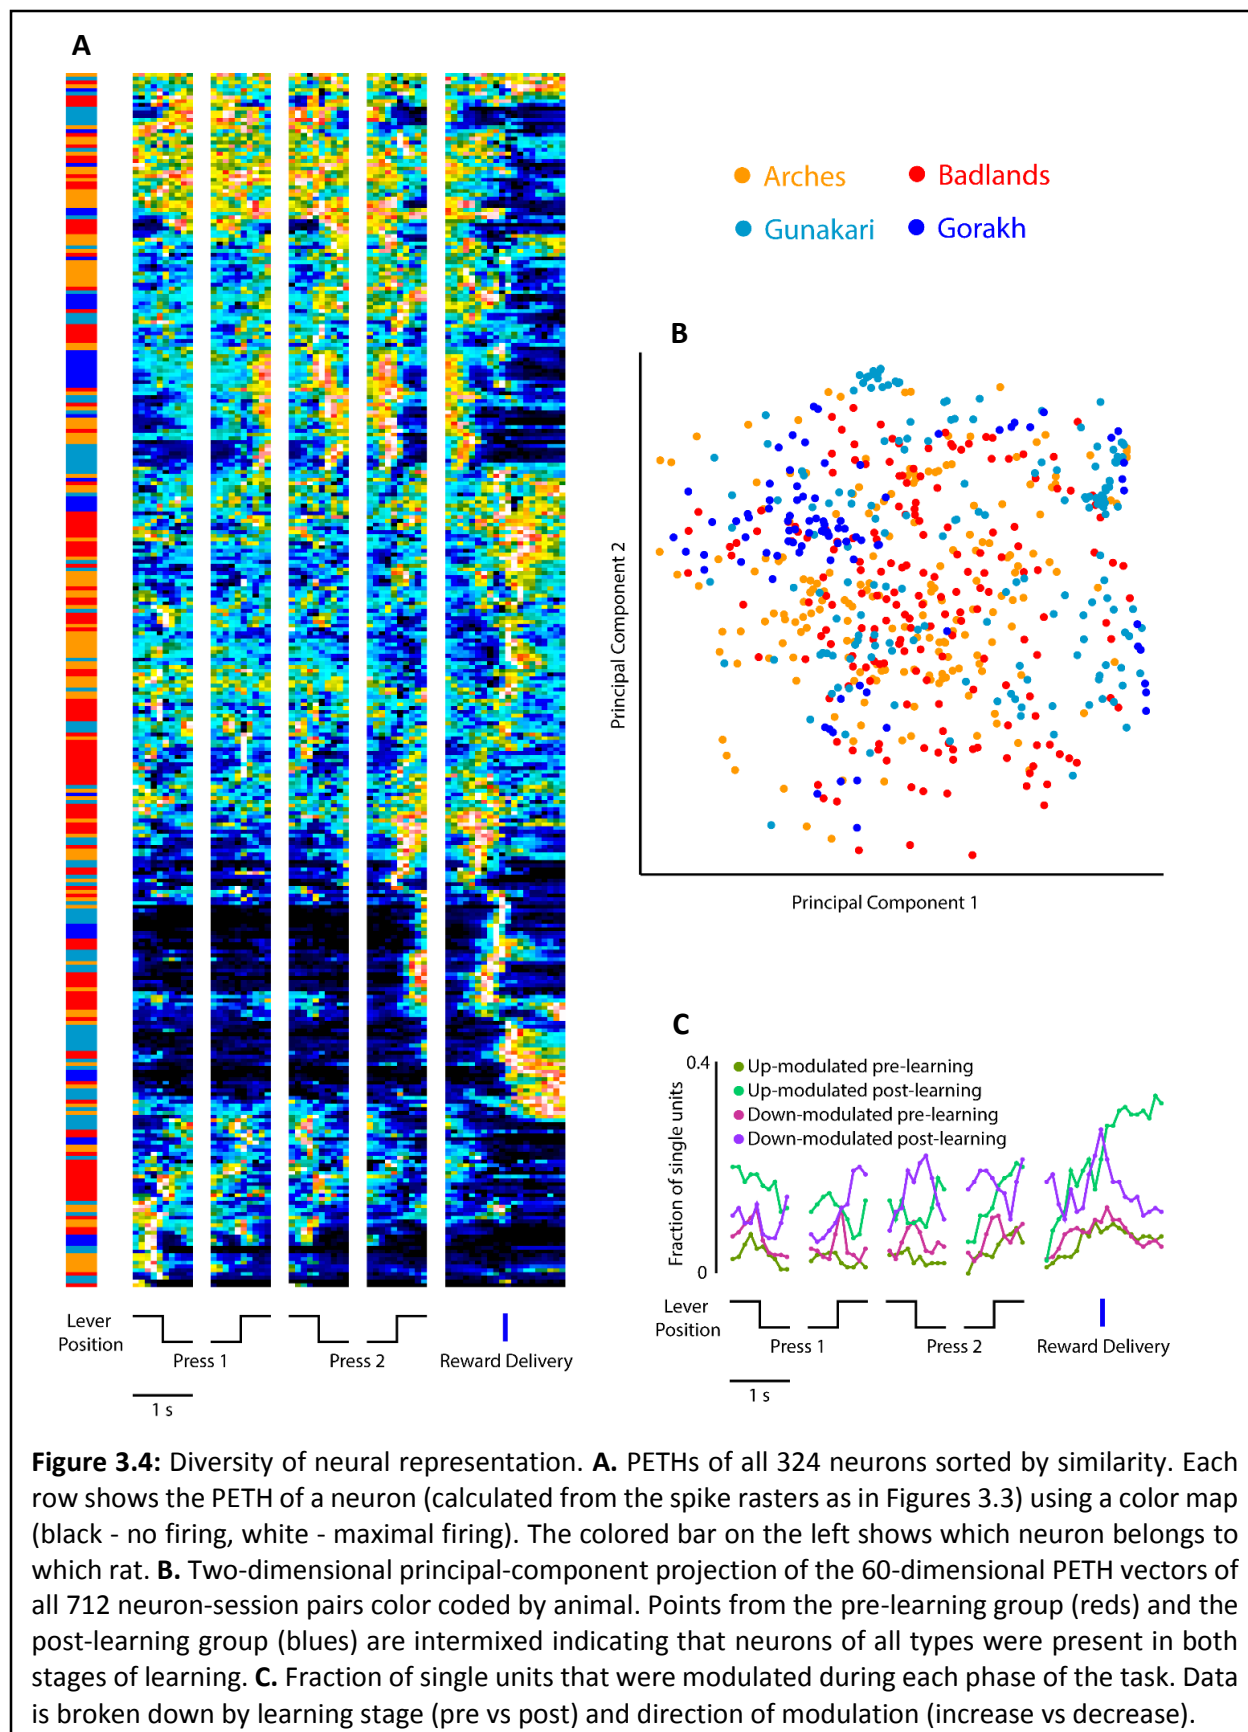 A
Arches
Badlands
Gunakari
Gorakh
B
Principal Component 2
Principal Component 1
C
0.4
Up-modulated pre-learning
Up-modulated post-learning
Down-modulated pre-learning
Down-modulated post-learning
Fraction of single units
0
Lever
Position
Press 1
Press 2
Reward Delivery
1 s
Lever
Position
Press 1
Press 2
Reward Delivery
1 s
Figure 3.4: Diversity of neural representation. A. PETHs of all 324 neurons sorted by similarity. Each
row shows the PETH of a neuron (calculated from the spike rasters as in Figures 3.3) using a color map
(black - no firing, white - maximal firing). The colored bar on the left shows which neuron belongs to
which rat. B. Two-dimensional principal-component projection of the 60-dimensional PETH vectors of
all 712 neuron-session pairs color coded by animal. Points from the pre-learning group (reds) and the
post-learning group (blues) are intermixed indicating that neurons of all types were present in both
stages of learning. C. Fraction of single units that were modulated during each phase of the task. Data
is broken down by learning stage (pre vs post) and direction of modulation (increase vs decrease).